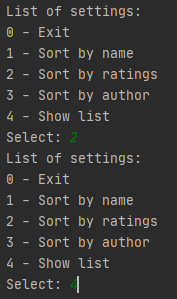 List of settings:
0 - Exit
1 - Sort by name
2 - Sort by ratings
3 - Sort by author
4 - Show list
Select: 2
List of settings:
0 - Exit
1 - Sort by name
2 - Sort by ratings
3 - Sort by author
4 - Show list
Select: 4